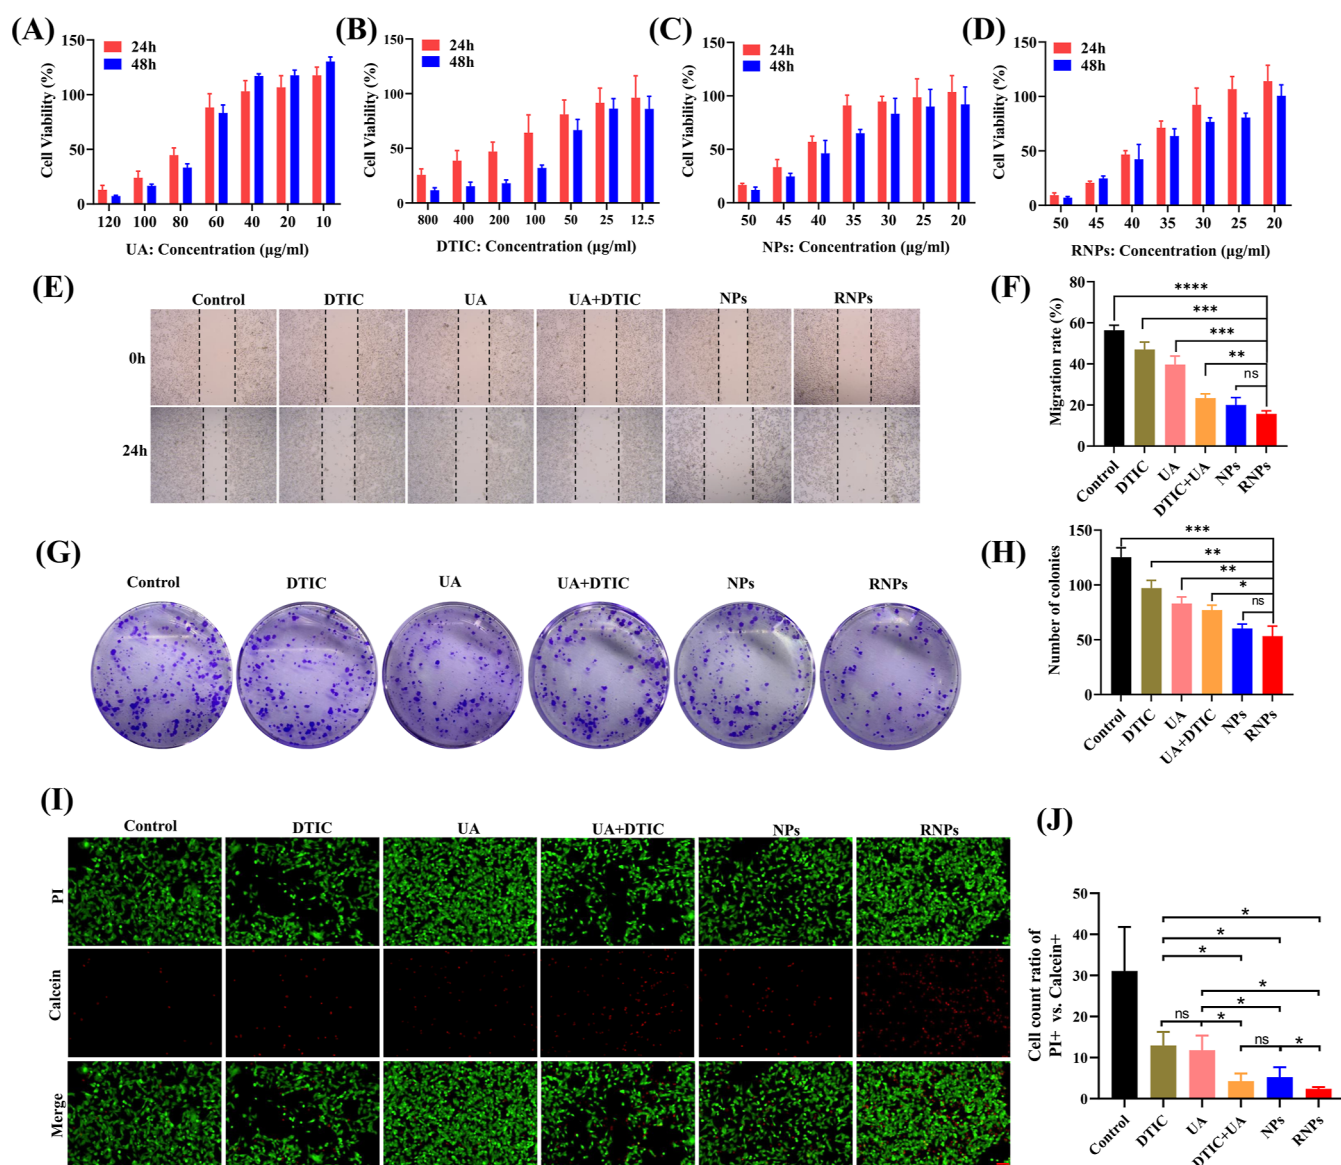 (A)
150
100
50
0
Cell Viability (%)
24h
48h
120 100 80 60 40 20 10
UA: Concentration (μg/ml)
(B)
150
100
50
0
Cell Viability (%)
24h
48h
800 400 200 100 50 25 12.5
DTIC: Concentration (μg/ml)
(C)
150
100
50
0
Cell Viability (%)
24h
48h
50 45 40 35 30 25 20
NPs: Concentration (μg/ml)
(D)
150
100
50
0
Cell Viability (%)
24h
48h
50 45 40 35 30 25 20
RNPs: Concentration (μg/ml)
(E)
Control DTIC UA UA+DTIC NPs RNPs
0h
24h
(F)
80
60
40
20
0
Migration rate (%)
****
***
***
**
ns
Control DTIC UA DTIC+UA NPs RNPs
(G)
Control DTIC UA UA+DTIC NPs RNPs
(H)
150
100
50
0
Number of colonies
***
**
**
*
ns
Control DTIC UA UA+DTIC NPs RNPs
(I)
Control DTIC UA UA+DTIC NPs RNPs
PI
Calcein
Merge
(J)
50
40
30
20
10
0
Cell count ratio of
PI+ vs. Calcein+
*
*
*
*
*
ns *
ns *
Control DTIC UA DTIC+UA NPs RNPs